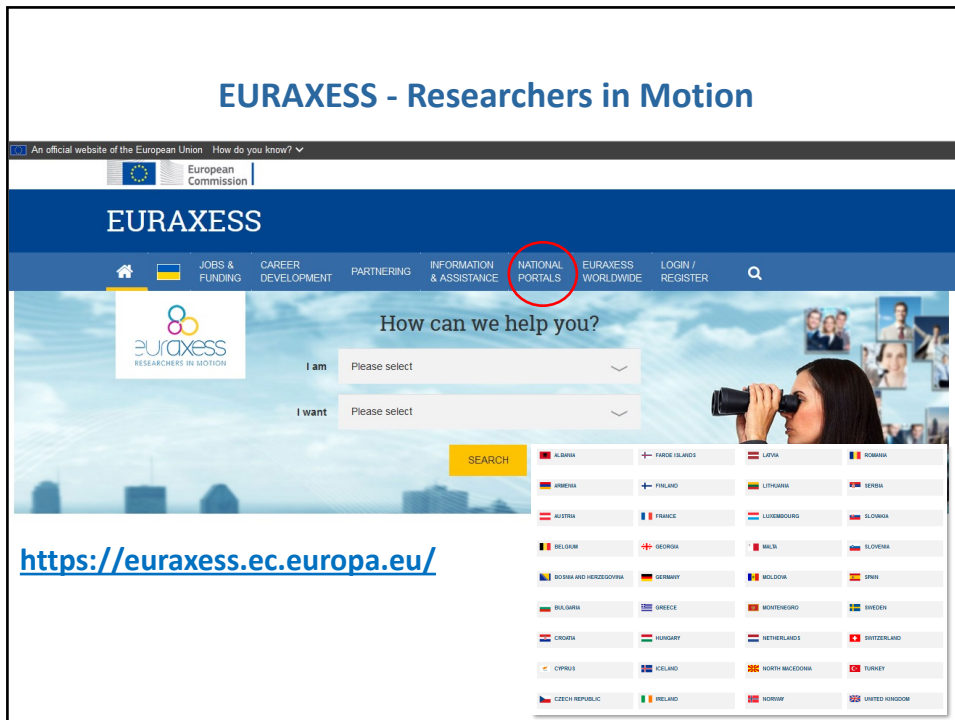 EURAXESS - Researchers in Motion
An official website of the European Union How do you know?
European
Commission
EURAXESS
JOBS &
FUNDING
CAREER
DEVELOPMENT
PARTNERING
INFORMATION
& ASSISTANCE
NATIONAL
PORTALS
EURAXESS
WORLDWIDE
LOGIN /
REGISTER
euraxess
RESEARCHERS IN MOTION
How can we help you?
I am Please select
I want Please select
SEARCH
https://euraxess.ec.europa.eu/
ALBANIA FAROE ISLANDS LATVIA ROMANIA
ARMENIA FINLAND LITHUANIA SERBIA
AUSTRIA FRANCE LUXEMBOURG SLOVAKIA
BELGIUM GEORGIA MALTA SLOVENIA
BOSNIA AND HERZEGOVINA GERMANY MOLDOVA SPAIN
BULGARIA GREECE MONTENEGRO SWEDEN
CROATIA HUNGARY NETHERLANDS SWITZERLAND
CYPRUS ICELAND NORTH MACEDONIA TURKEY
CZECH REPUBLIC IRELAND NORWAY UNITED KINGDOM